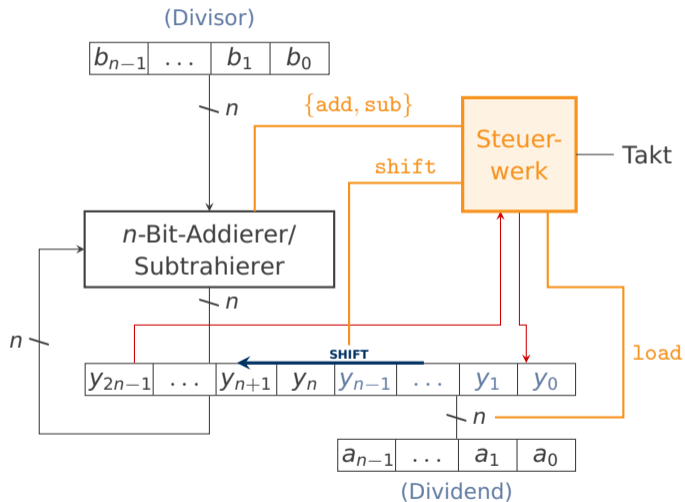 (Divisor)
b_{n−1} ... b_1 b_0
n
{add, sub}
Steuer-
werk
Takt
shift
n-Bit-Addierer/
Subtrahierer
n
n
load
SHIFT
y_{2n−1} ... y_{n+1} y_n y_{n−1} ... y_1 y_0
n
a_{n−1} ... a_1 a_0
(Dividend)